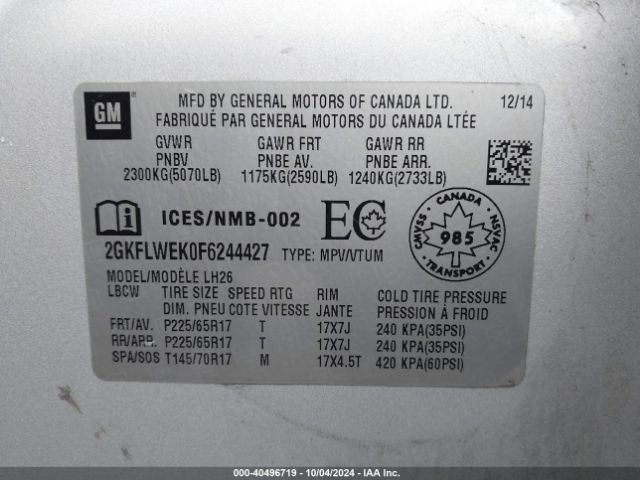 GM
MFD BY GENERAL MOTORS OF CANADA LTD. 12/14
FABRIQUÉ PAR GENERAL MOTORS DU CANADA LTÉE
GVWR GAWR FRT GAWR RR
PNBV PNBE AV. PNBE ARR.
2300KG(5070LB) 1175KG(2590LB) 1240KG(2733LB)
ICES/NMB-002 EC
CANADA
CMVSS NSVAC
985
TRANSPORT
2GKFLWEK0F6244427 TYPE: MPV/VTUM
MODEL/MODÈLE LH26
LBCW TIRE SIZE SPEED RTG RIM COLD TIRE PRESSURE
DIM. PNEU COTE VITESSE JANTE PRESSION À FROID
FRT/AV. P225/65R17 T 17X7J 240 KPA(35PSI)
RR/ARR. P225/65R17 T 17X7J 240 KPA(35PSI)
SPA/SOS T145/70R17 M 17X4.5T 420 KPA(60PSI)
000-40496719 - 10/04/2024 - IAA Inc.